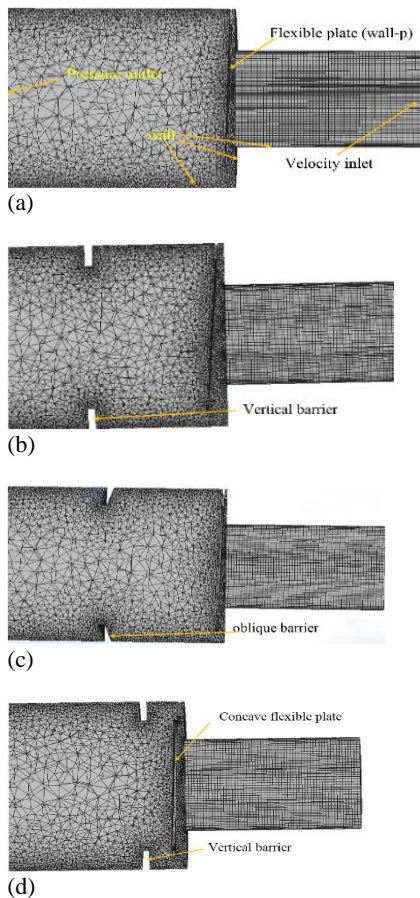 Flexible plate (wall-p)
Pressure outlet
wall
Velocity inlet
(a)
Vertical barrier
(b)
oblique barrier
(c)
Concave flexible plate
Vertical barrier
(d)